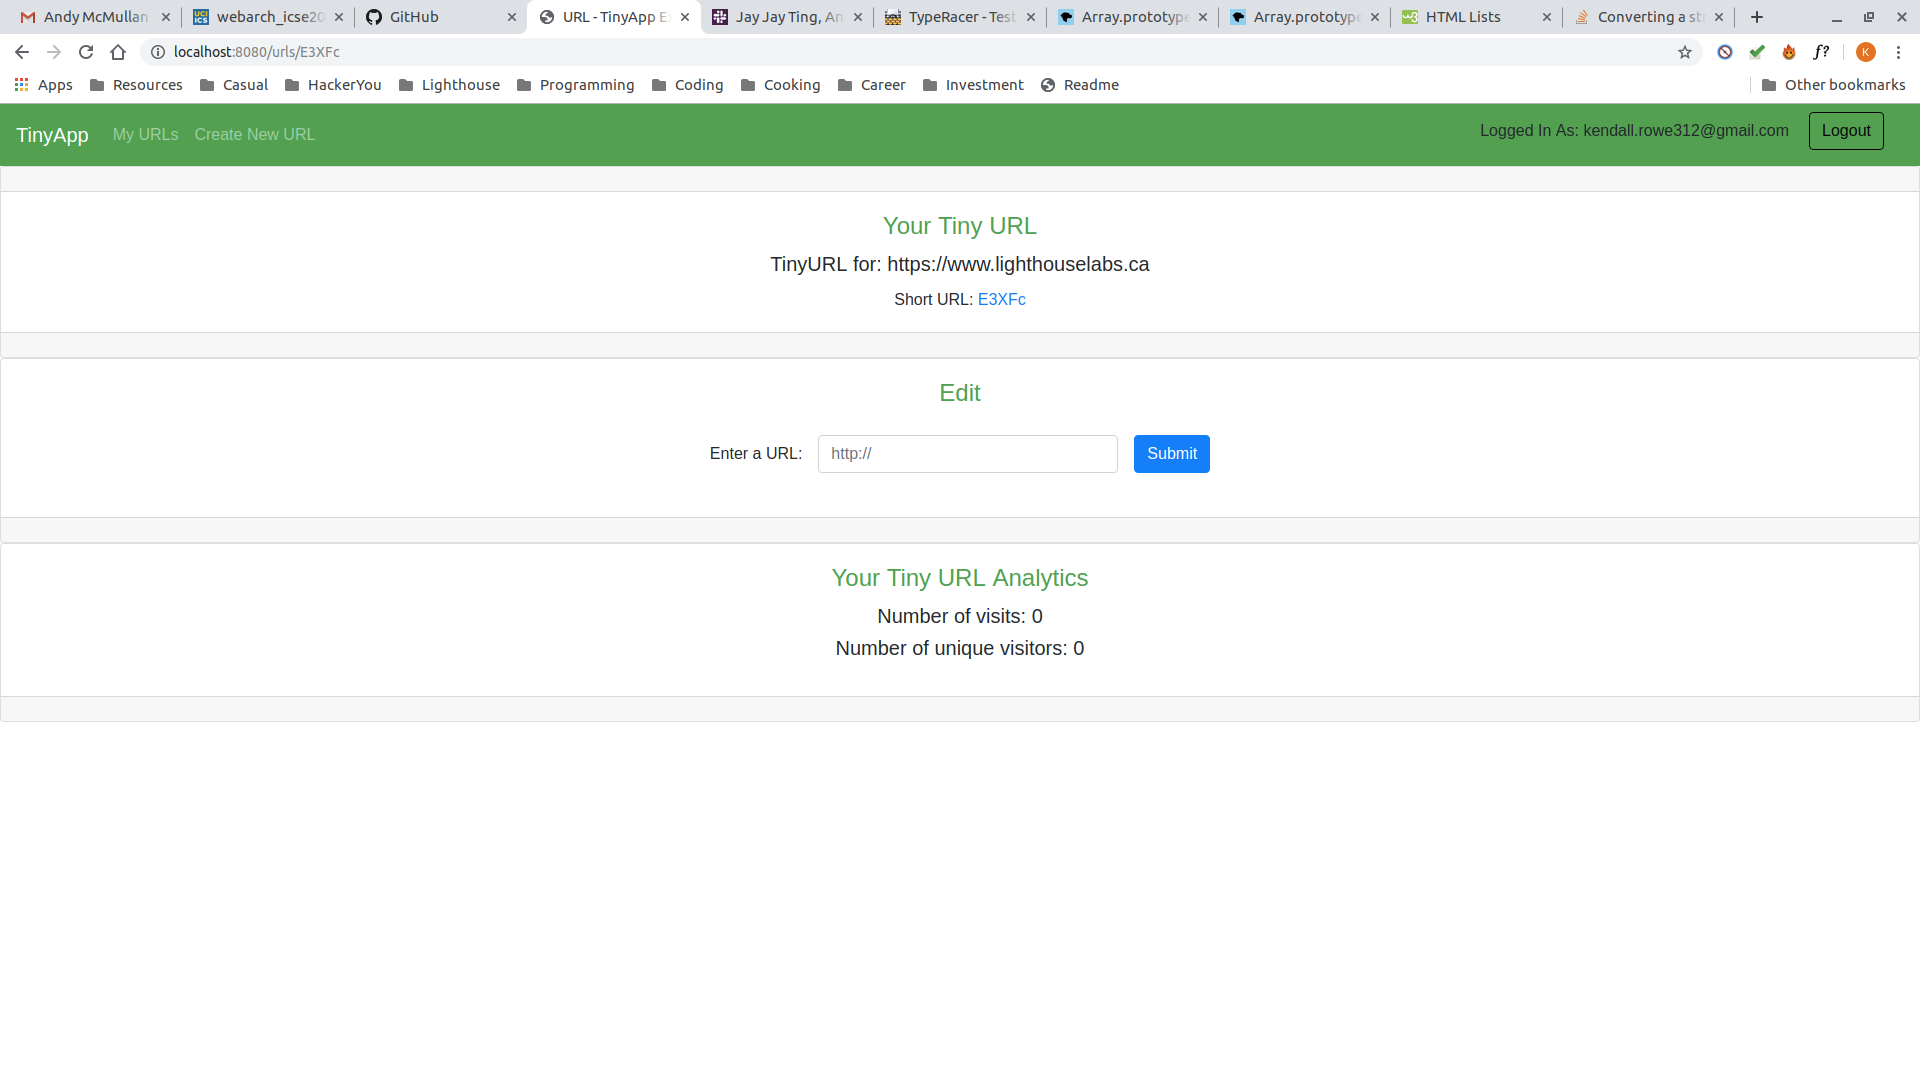 Andy McMullan
webarch_icse20
GitHub
URL - TinyApp E
Jay Jay Ting, An
TypeRacer - Test
Array.prototype
Array.prototype
HTML Lists
Converting a st
localhost:8080/urls/E3XFc
f?
K
Apps
Resources
Casual
HackerYou
Lighthouse
Programming
Coding
Cooking
Career
Investment
Readme
Other bookmarks
TinyApp
My URLs
Create New URL
Logged In As: kendall.rowe312@gmail.com
Logout
Your Tiny URL
TinyURL for: https://www.lighthouselabs.ca
Short URL: E3XFc
Edit
Enter a URL:
http://
Submit
Your Tiny URL Analytics
Number of visits: 0
Number of unique visitors: 0